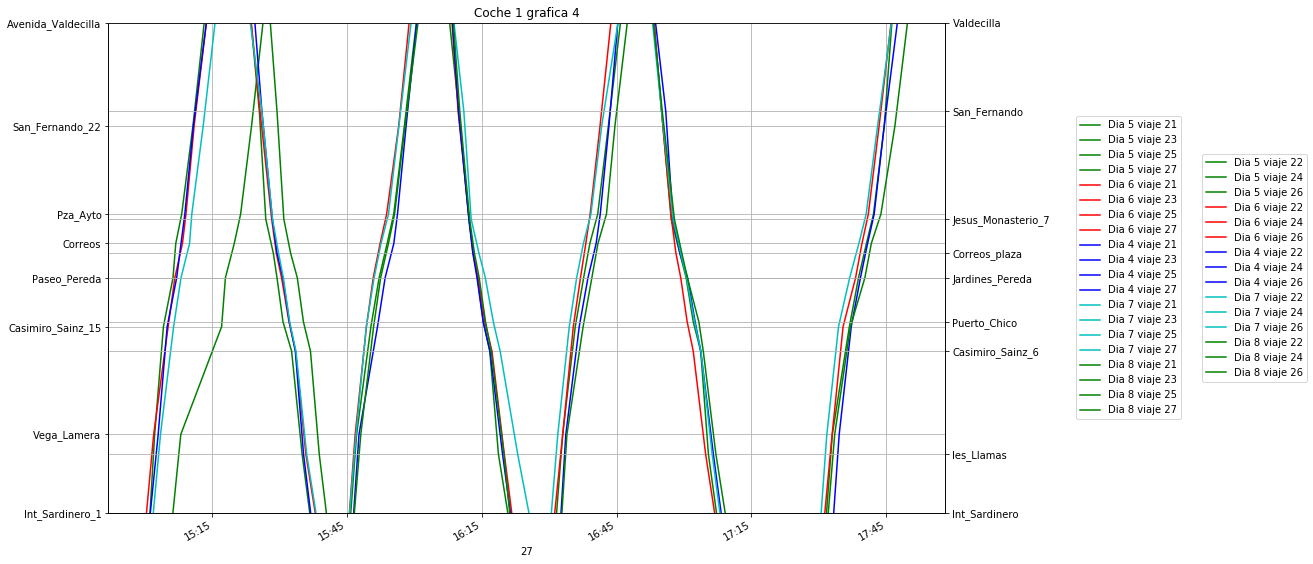 Coche 1 grafica 4
Avenida_Valdecilla
San_Fernando_22
Pza_Ayto
Correos
Paseo_Pereda
Casimiro_Sainz_15
Vega_Lamera
Int_Sardinero_1
Valdecilla
San_Fernando
Jesus_Monasterio_7
Correos_plaza
Jardines_Pereda
Puerto_Chico
Casimiro_Sainz_6
Ies_Llamas
Int_Sardinero
15:15
15:45
16:15
16:45
17:15
17:45
27
Dia 5 viaje 21
Dia 5 viaje 23
Dia 5 viaje 25
Dia 5 viaje 27
Dia 6 viaje 21
Dia 6 viaje 23
Dia 6 viaje 25
Dia 6 viaje 27
Dia 4 viaje 21
Dia 4 viaje 23
Dia 4 viaje 25
Dia 4 viaje 27
Dia 7 viaje 21
Dia 7 viaje 23
Dia 7 viaje 25
Dia 7 viaje 27
Dia 8 viaje 21
Dia 8 viaje 23
Dia 8 viaje 25
Dia 8 viaje 27
Dia 5 viaje 22
Dia 5 viaje 24
Dia 5 viaje 26
Dia 6 viaje 22
Dia 6 viaje 24
Dia 6 viaje 26
Dia 4 viaje 22
Dia 4 viaje 24
Dia 4 viaje 26
Dia 7 viaje 22
Dia 7 viaje 24
Dia 7 viaje 26
Dia 8 viaje 22
Dia 8 viaje 24
Dia 8 viaje 26